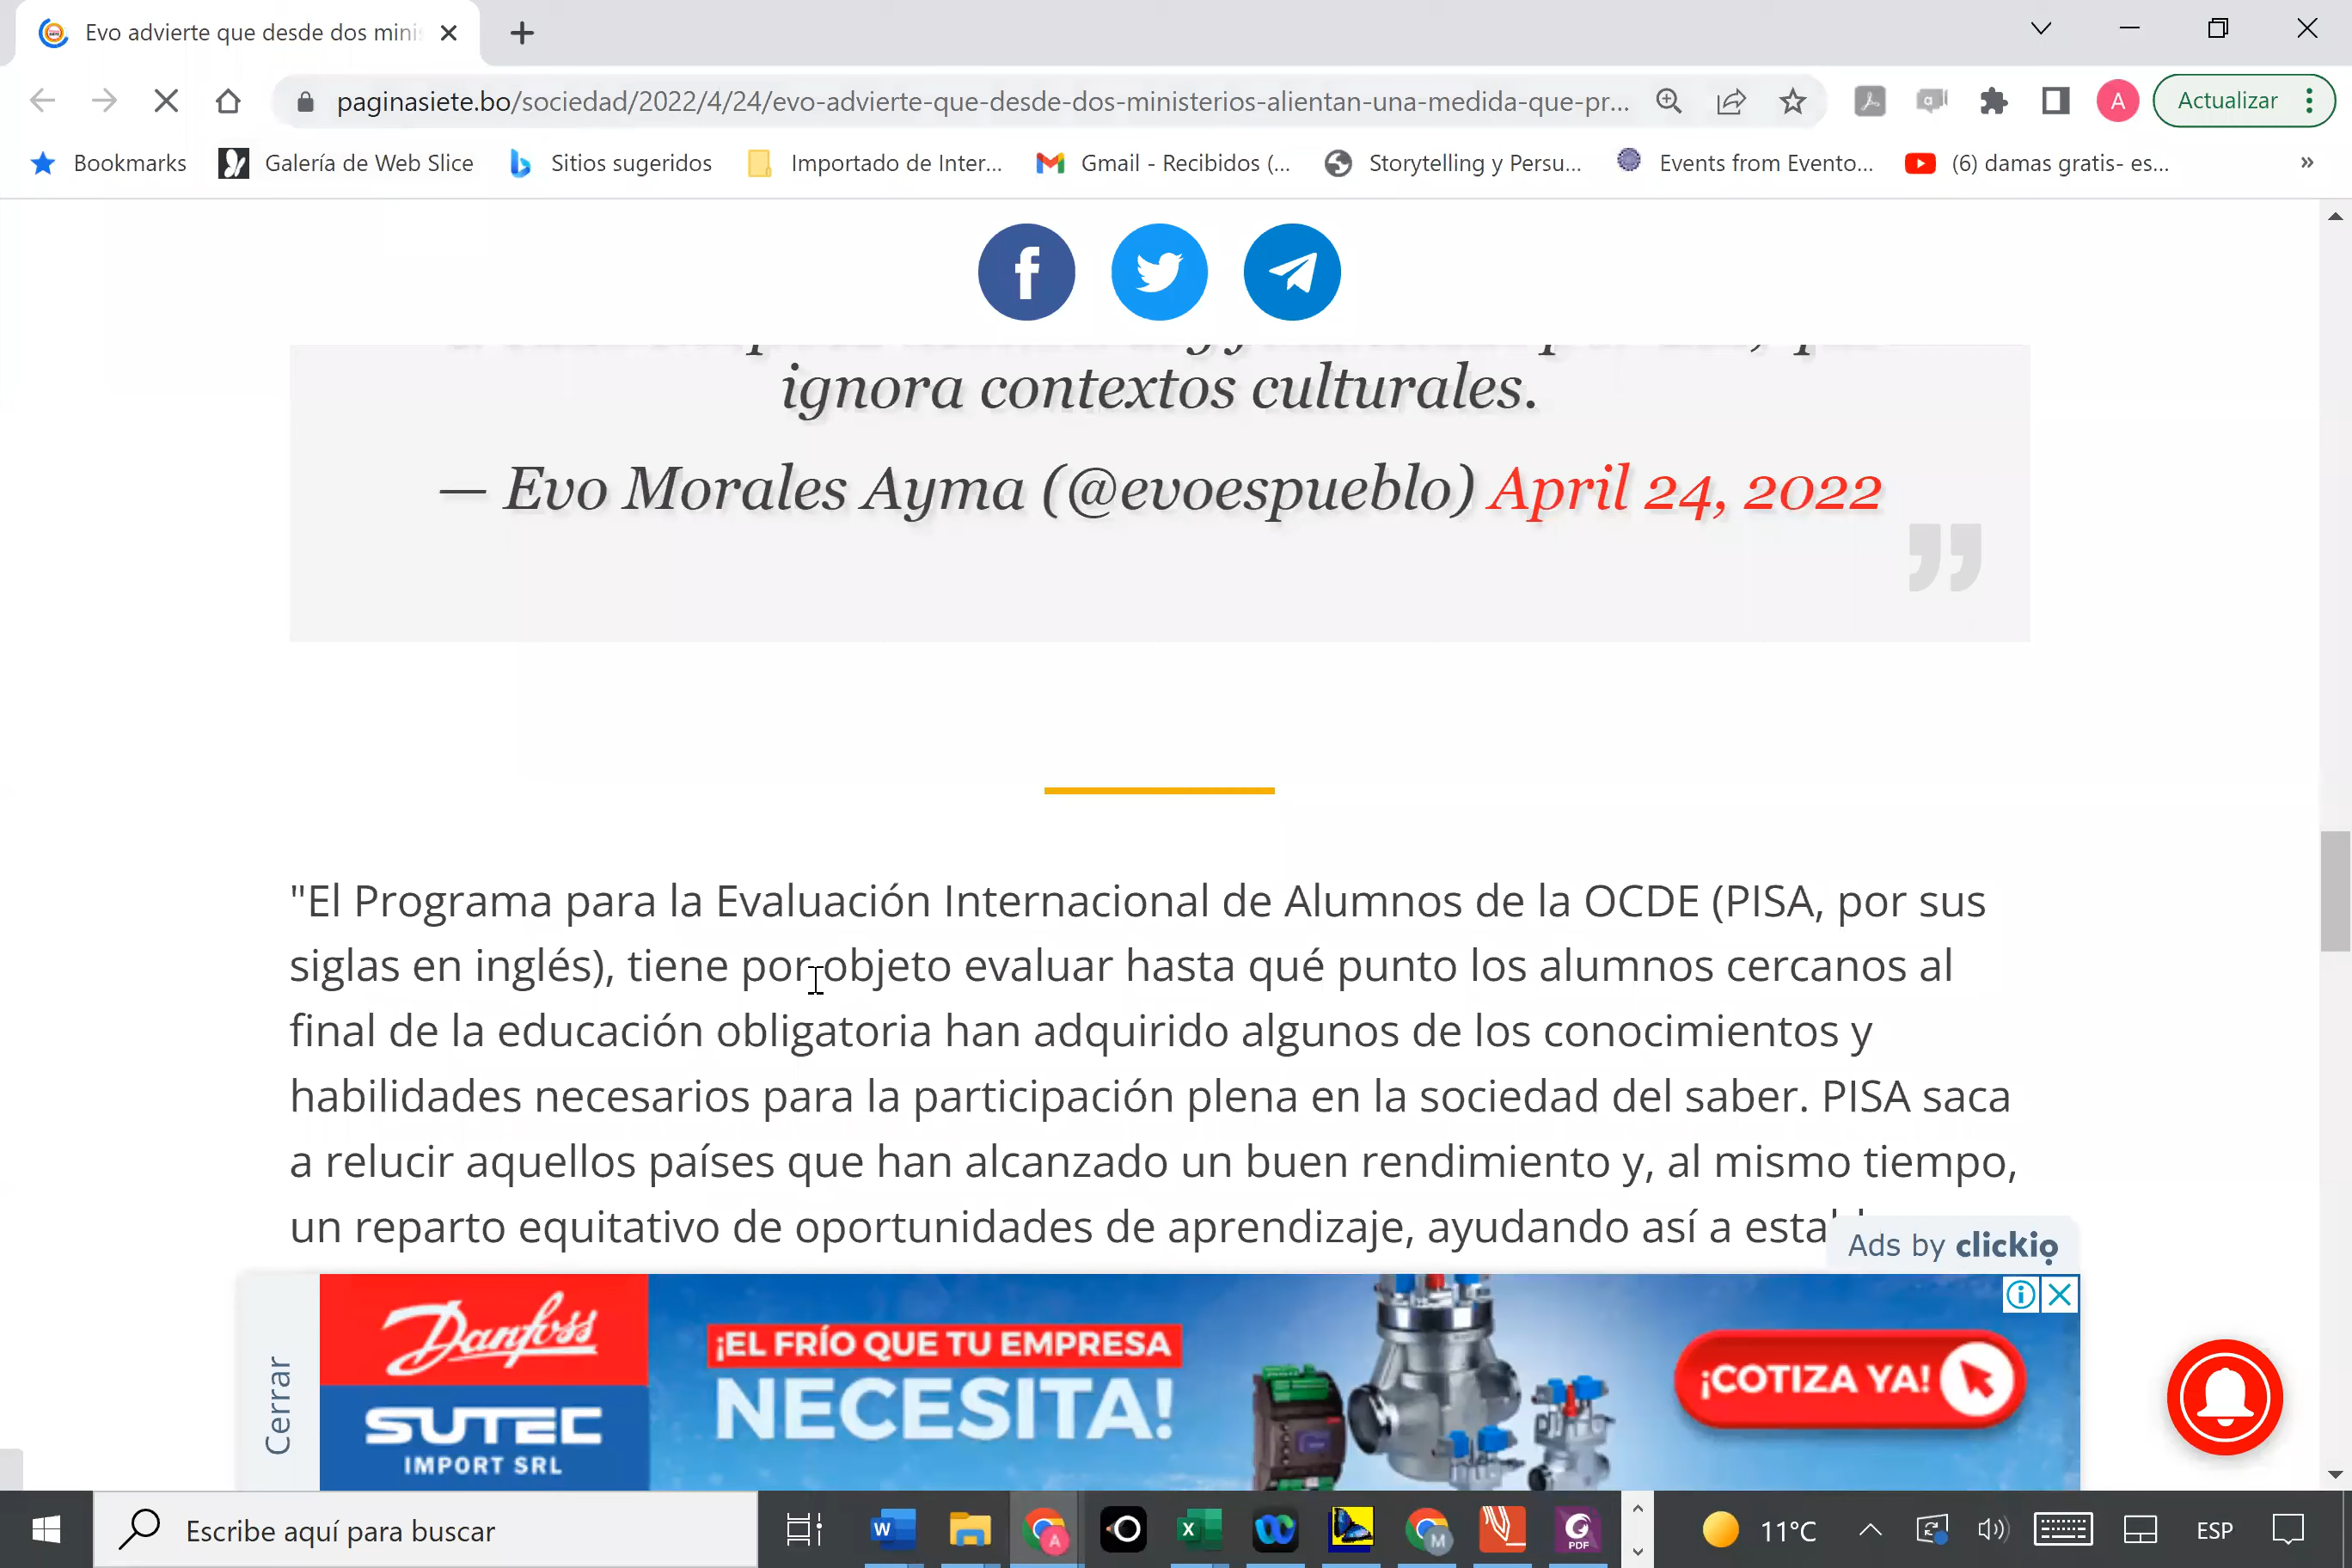 Evo advierte que desde dos minis
paginasiete.bo/sociedad/2022/4/24/evo-advierte-que-desde-dos-ministerios-alientan-una-medida-que-pr...
A
Actualizar
Bookmarks
Galería de Web Slice
Sitios sugeridos
Importado de Inter...
Gmail - Recibidos (...
Storytelling y Persu...
Events from Evento...
(6) damas gratis- es...
»
ignora contextos culturales.
— Evo Morales Ayma (@evoespueblo) April 24, 2022
”
"El Programa para la Evaluación Internacional de Alumnos de la OCDE (PISA, por sus
siglas en inglés), tiene por objeto evaluar hasta qué punto los alumnos cercanos al
final de la educación obligatoria han adquirido algunos de los conocimientos y
habilidades necesarios para la participación plena en la sociedad del saber. PISA saca
a relucir aquellos países que han alcanzado un buen rendimiento y, al mismo tiempo,
un reparto equitativo de oportunidades de aprendizaje, ayudando así a
Ads by clickio
Cerrar
Danfoss
SUTEC
IMPORT SRL
¡EL FRÍO QUE TU EMPRESA
NECESITA!
¡COTIZA YA!
Escribe aquí para buscar
11°C
ESP